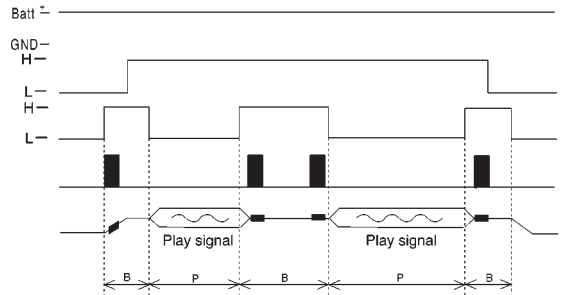 Batt +
GND
H
L
H
L
Play signal Play signal
B P B P B